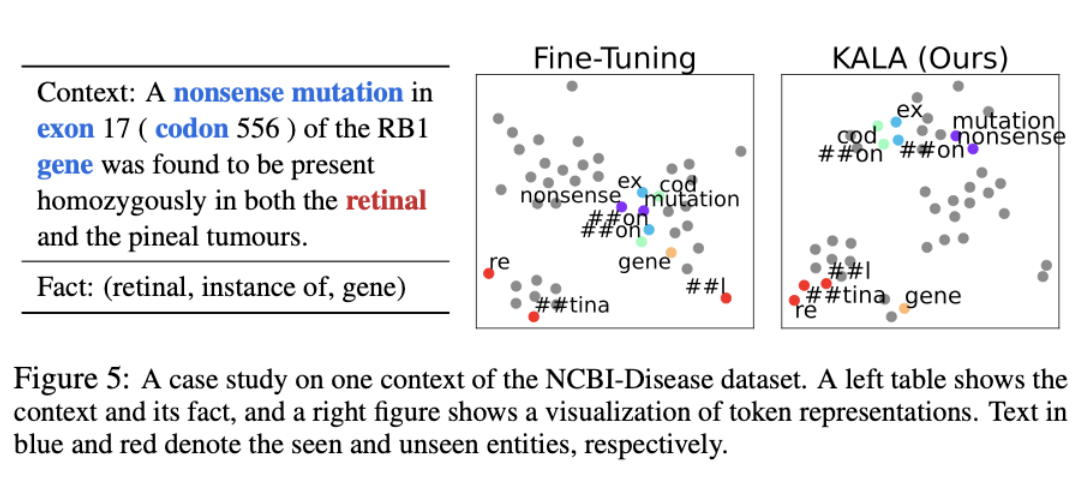 Context: A nonsense mutation in
exon 17 ( codon 556 ) of the RB1
gene was found to be present
homozygously in both the retinal
and the pineal tumours.
Fact: (retinal, instance of, gene)
Fine-Tuning
ex
cod
nonsense
mutation
##on
##on
gene
re
##l
##tina
KALA (Ours)
ex
mutation
cod
nonsense
##on
##on
##l
##tina
gene
re
Figure 5: A case study on one context of the NCBI-Disease dataset. A left table shows the
context and its fact, and a right figure shows a visualization of token representations. Text in
blue and red denote the seen and unseen entities, respectively.